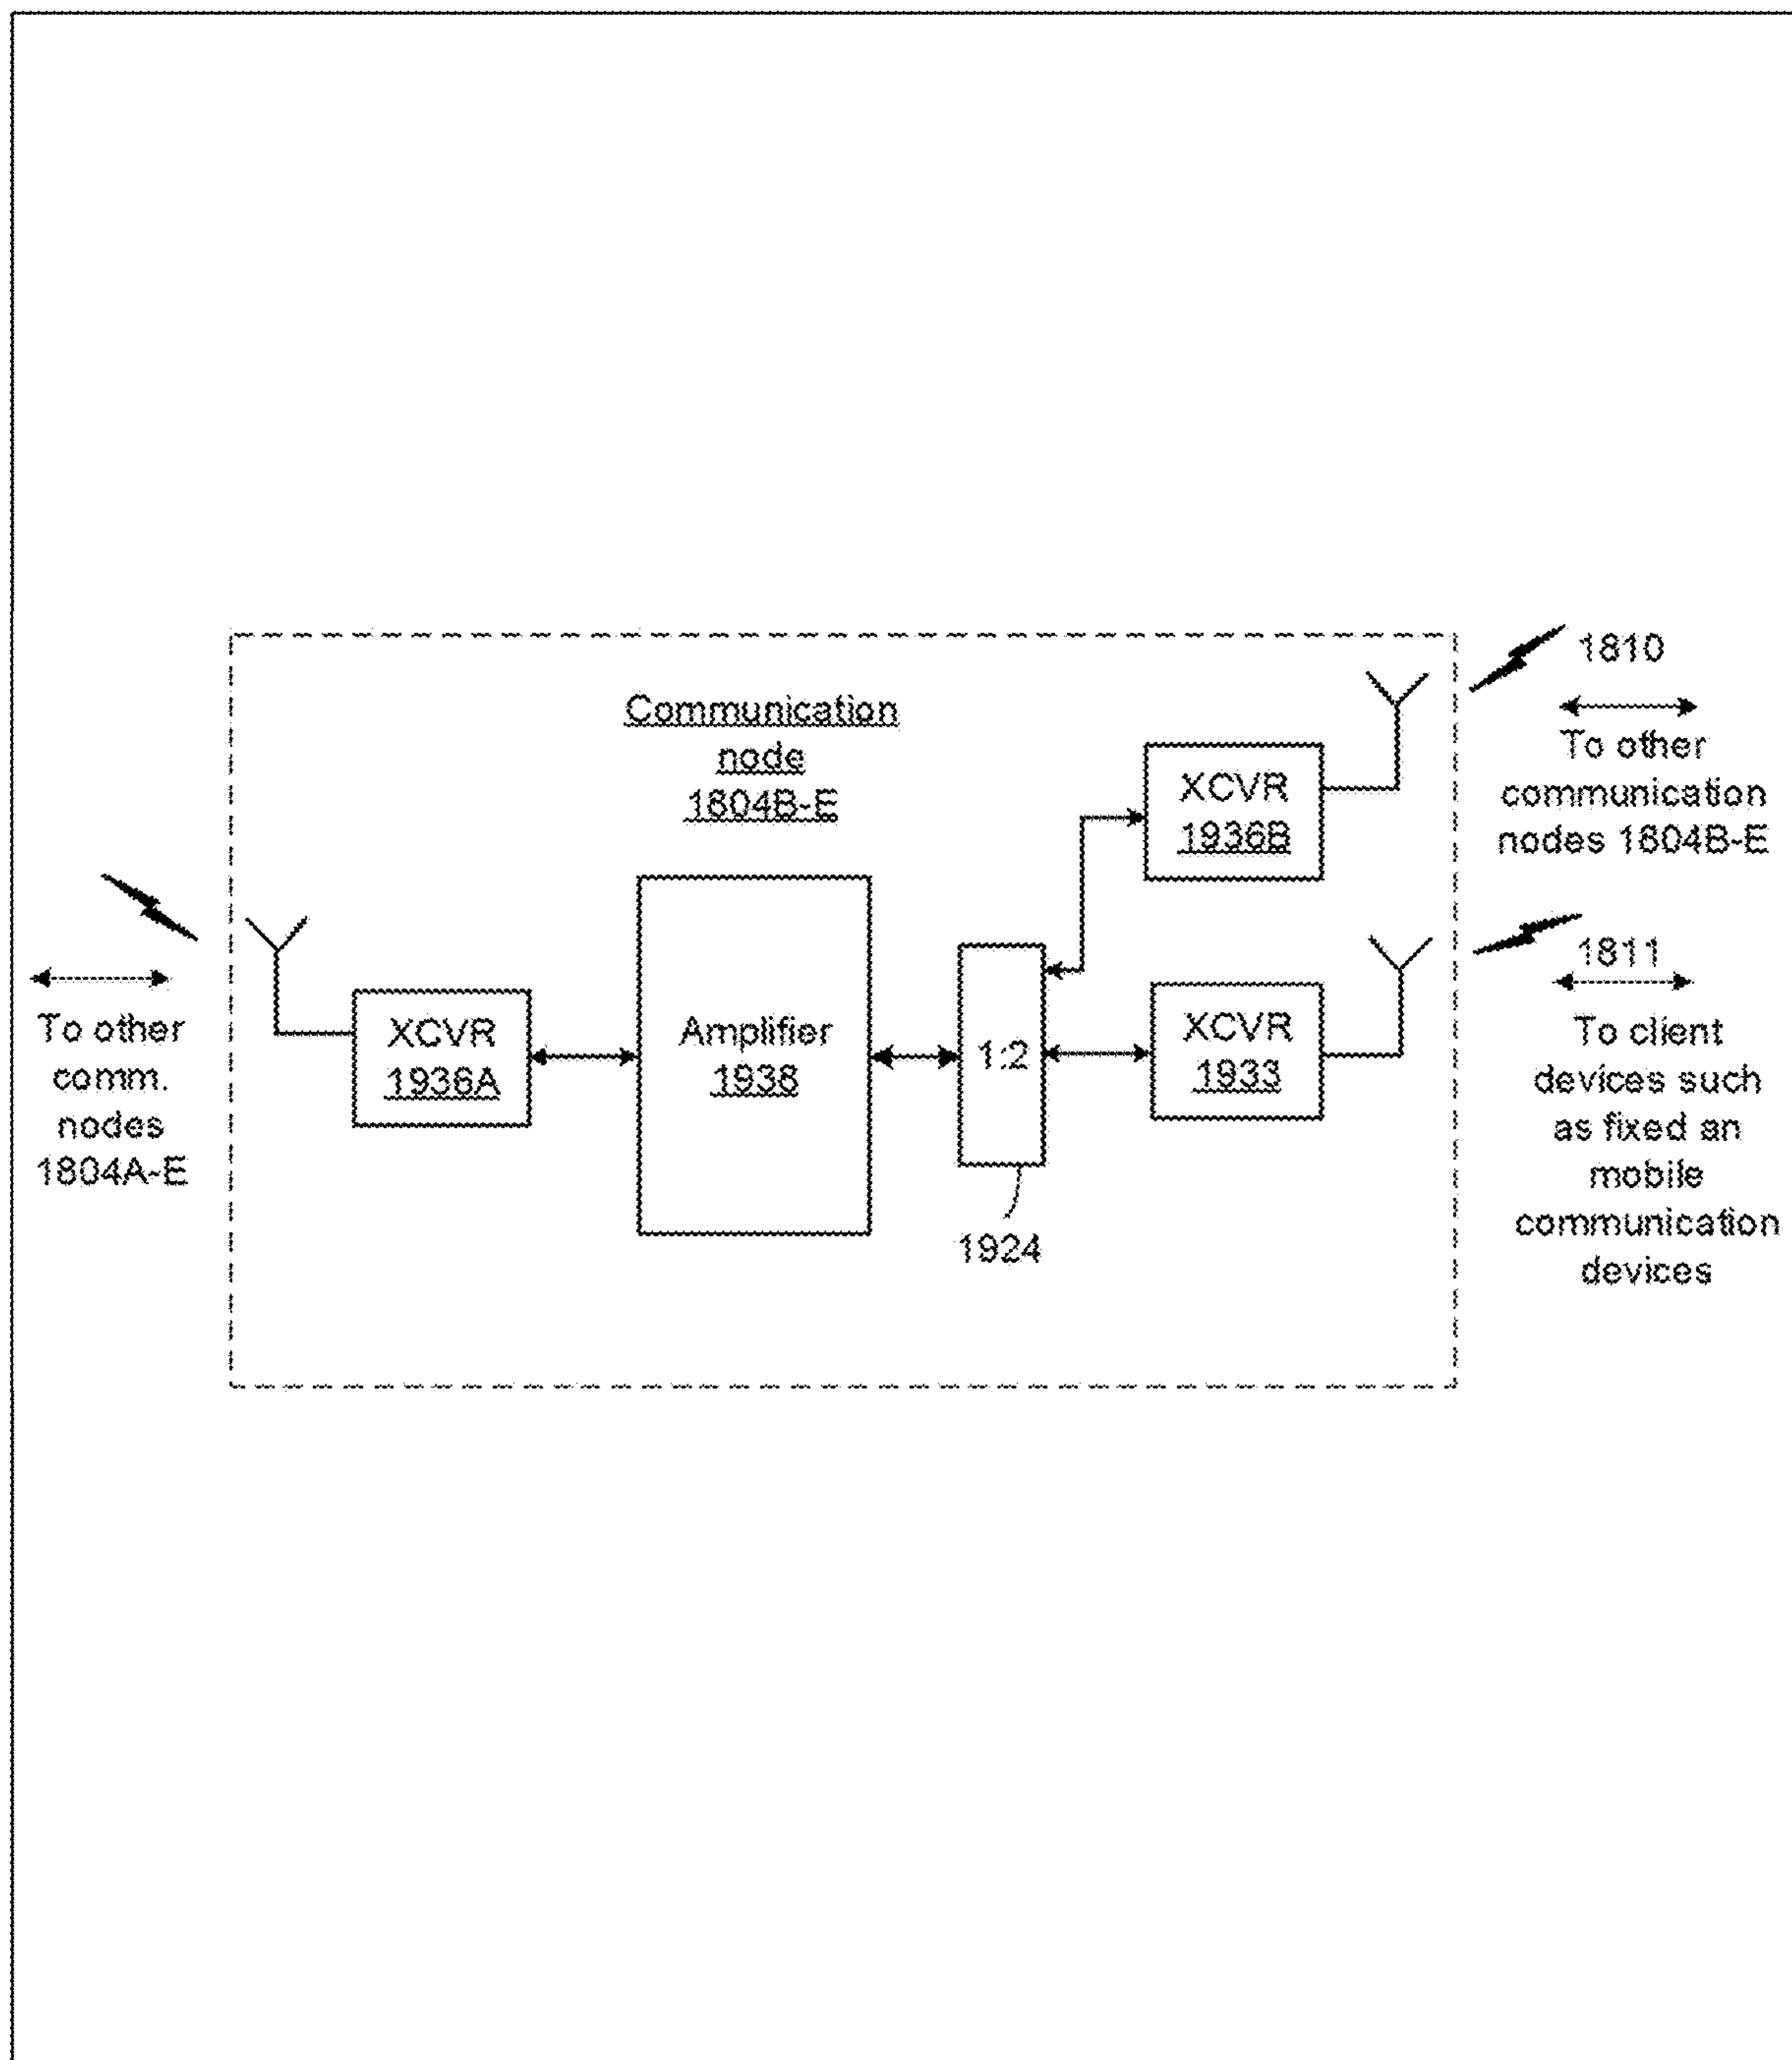 Communication
node
1804B-E
1810
To other
communication
nodes 1804B-E
XCVR
1936B
To other
comm.
nodes
1804A-E
XCVR
1936A
Amplifier
1938
1:2
1924
XCVR
1933
1811
To client
devices such
as fixed an
mobile
communication
devices